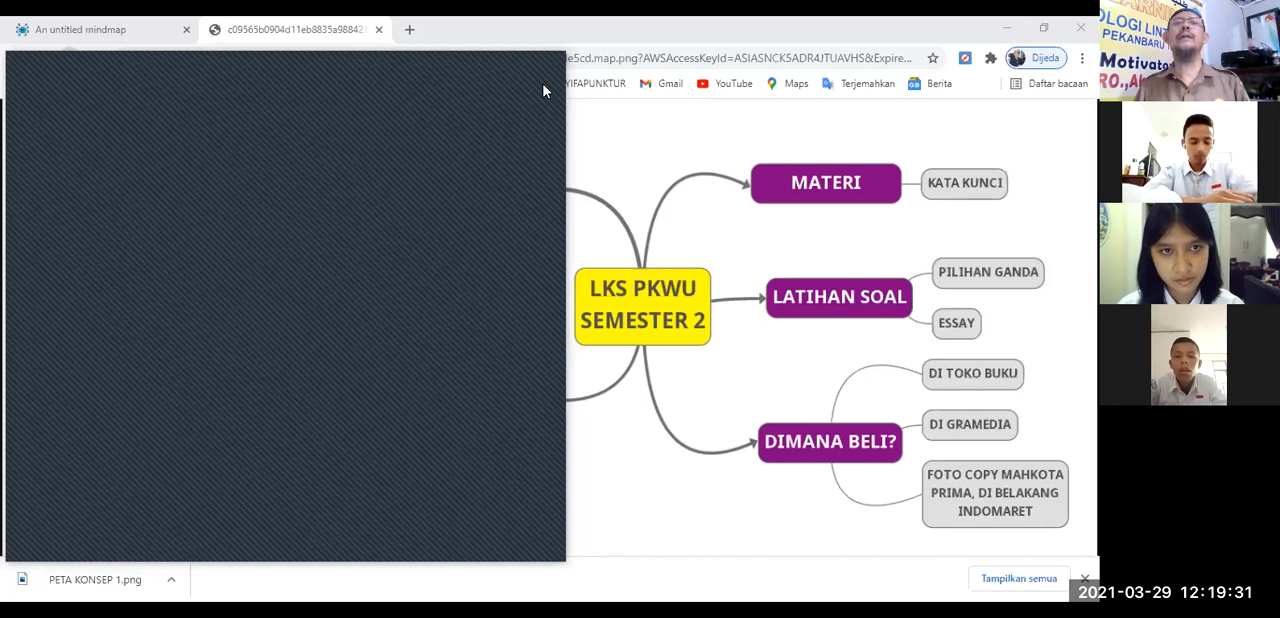 An untitled mindmap
c09565b0904d11eb8835a98842
e5cd.map.png?AWSAccessKeyId=ASIASNCK5ADR4JTUAVHS&Expire...
Dijeda
YIFAPUNKTUR
Gmail
YouTube
Maps
Terjemahkan
Berita
Daftar bacaan
LKS PKWU
SEMESTER 2
MATERI
KATA KUNCI
LATIHAN SOAL
PILIHAN GANDA
ESSAY
DIMANA BELI?
DI TOKO BUKU
DI GRAMEDIA
FOTO COPY MAHKOTA
PRIMA, DI BELAKANG
INDOMARET
OLOGI LINT
PEKANBARU
Motivator
PETA KONSEP 1.png
Tampilkan semua
2021-03-29 12:19:31